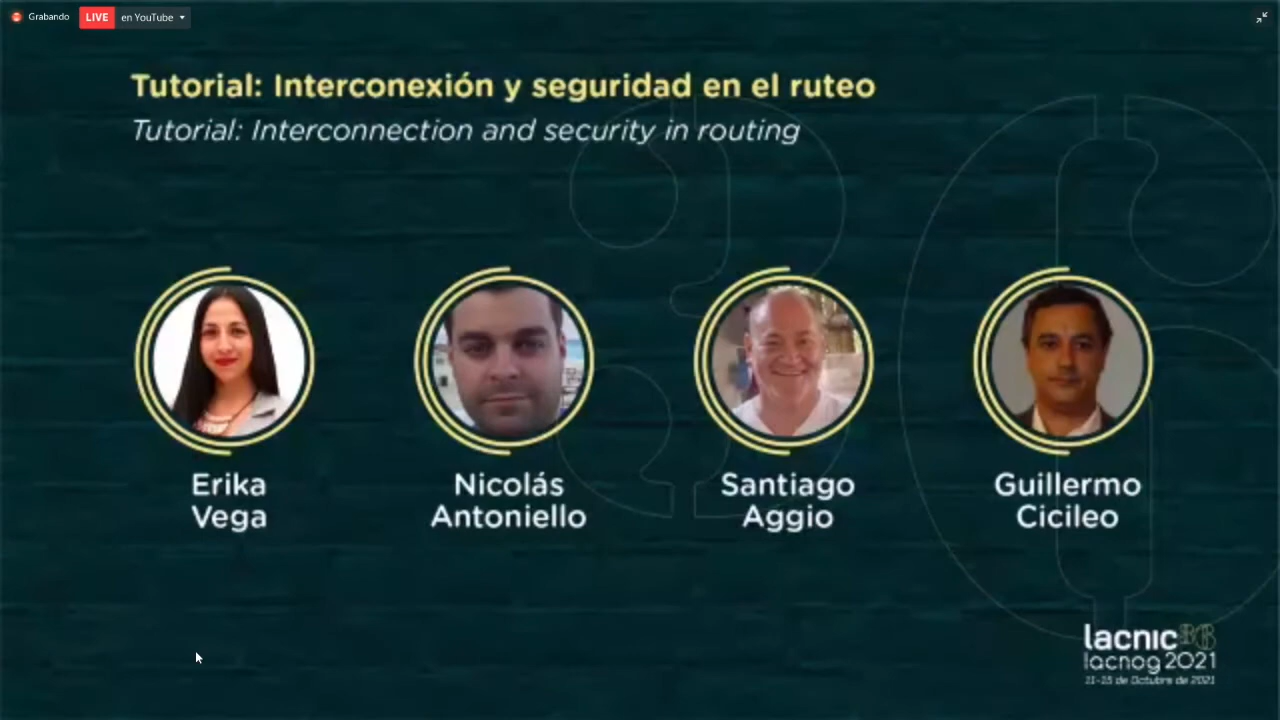 Grabando
LIVE en YouTube
Tutorial: Interconexión y seguridad en el ruteo
Tutorial: Interconnection and security in routing
Erika
Vega
Nicolás
Antoniello
Santiago
Aggio
Guillermo
Cicileo
lacnic36
lacnog 2021
11-15 de Octubre de 2021